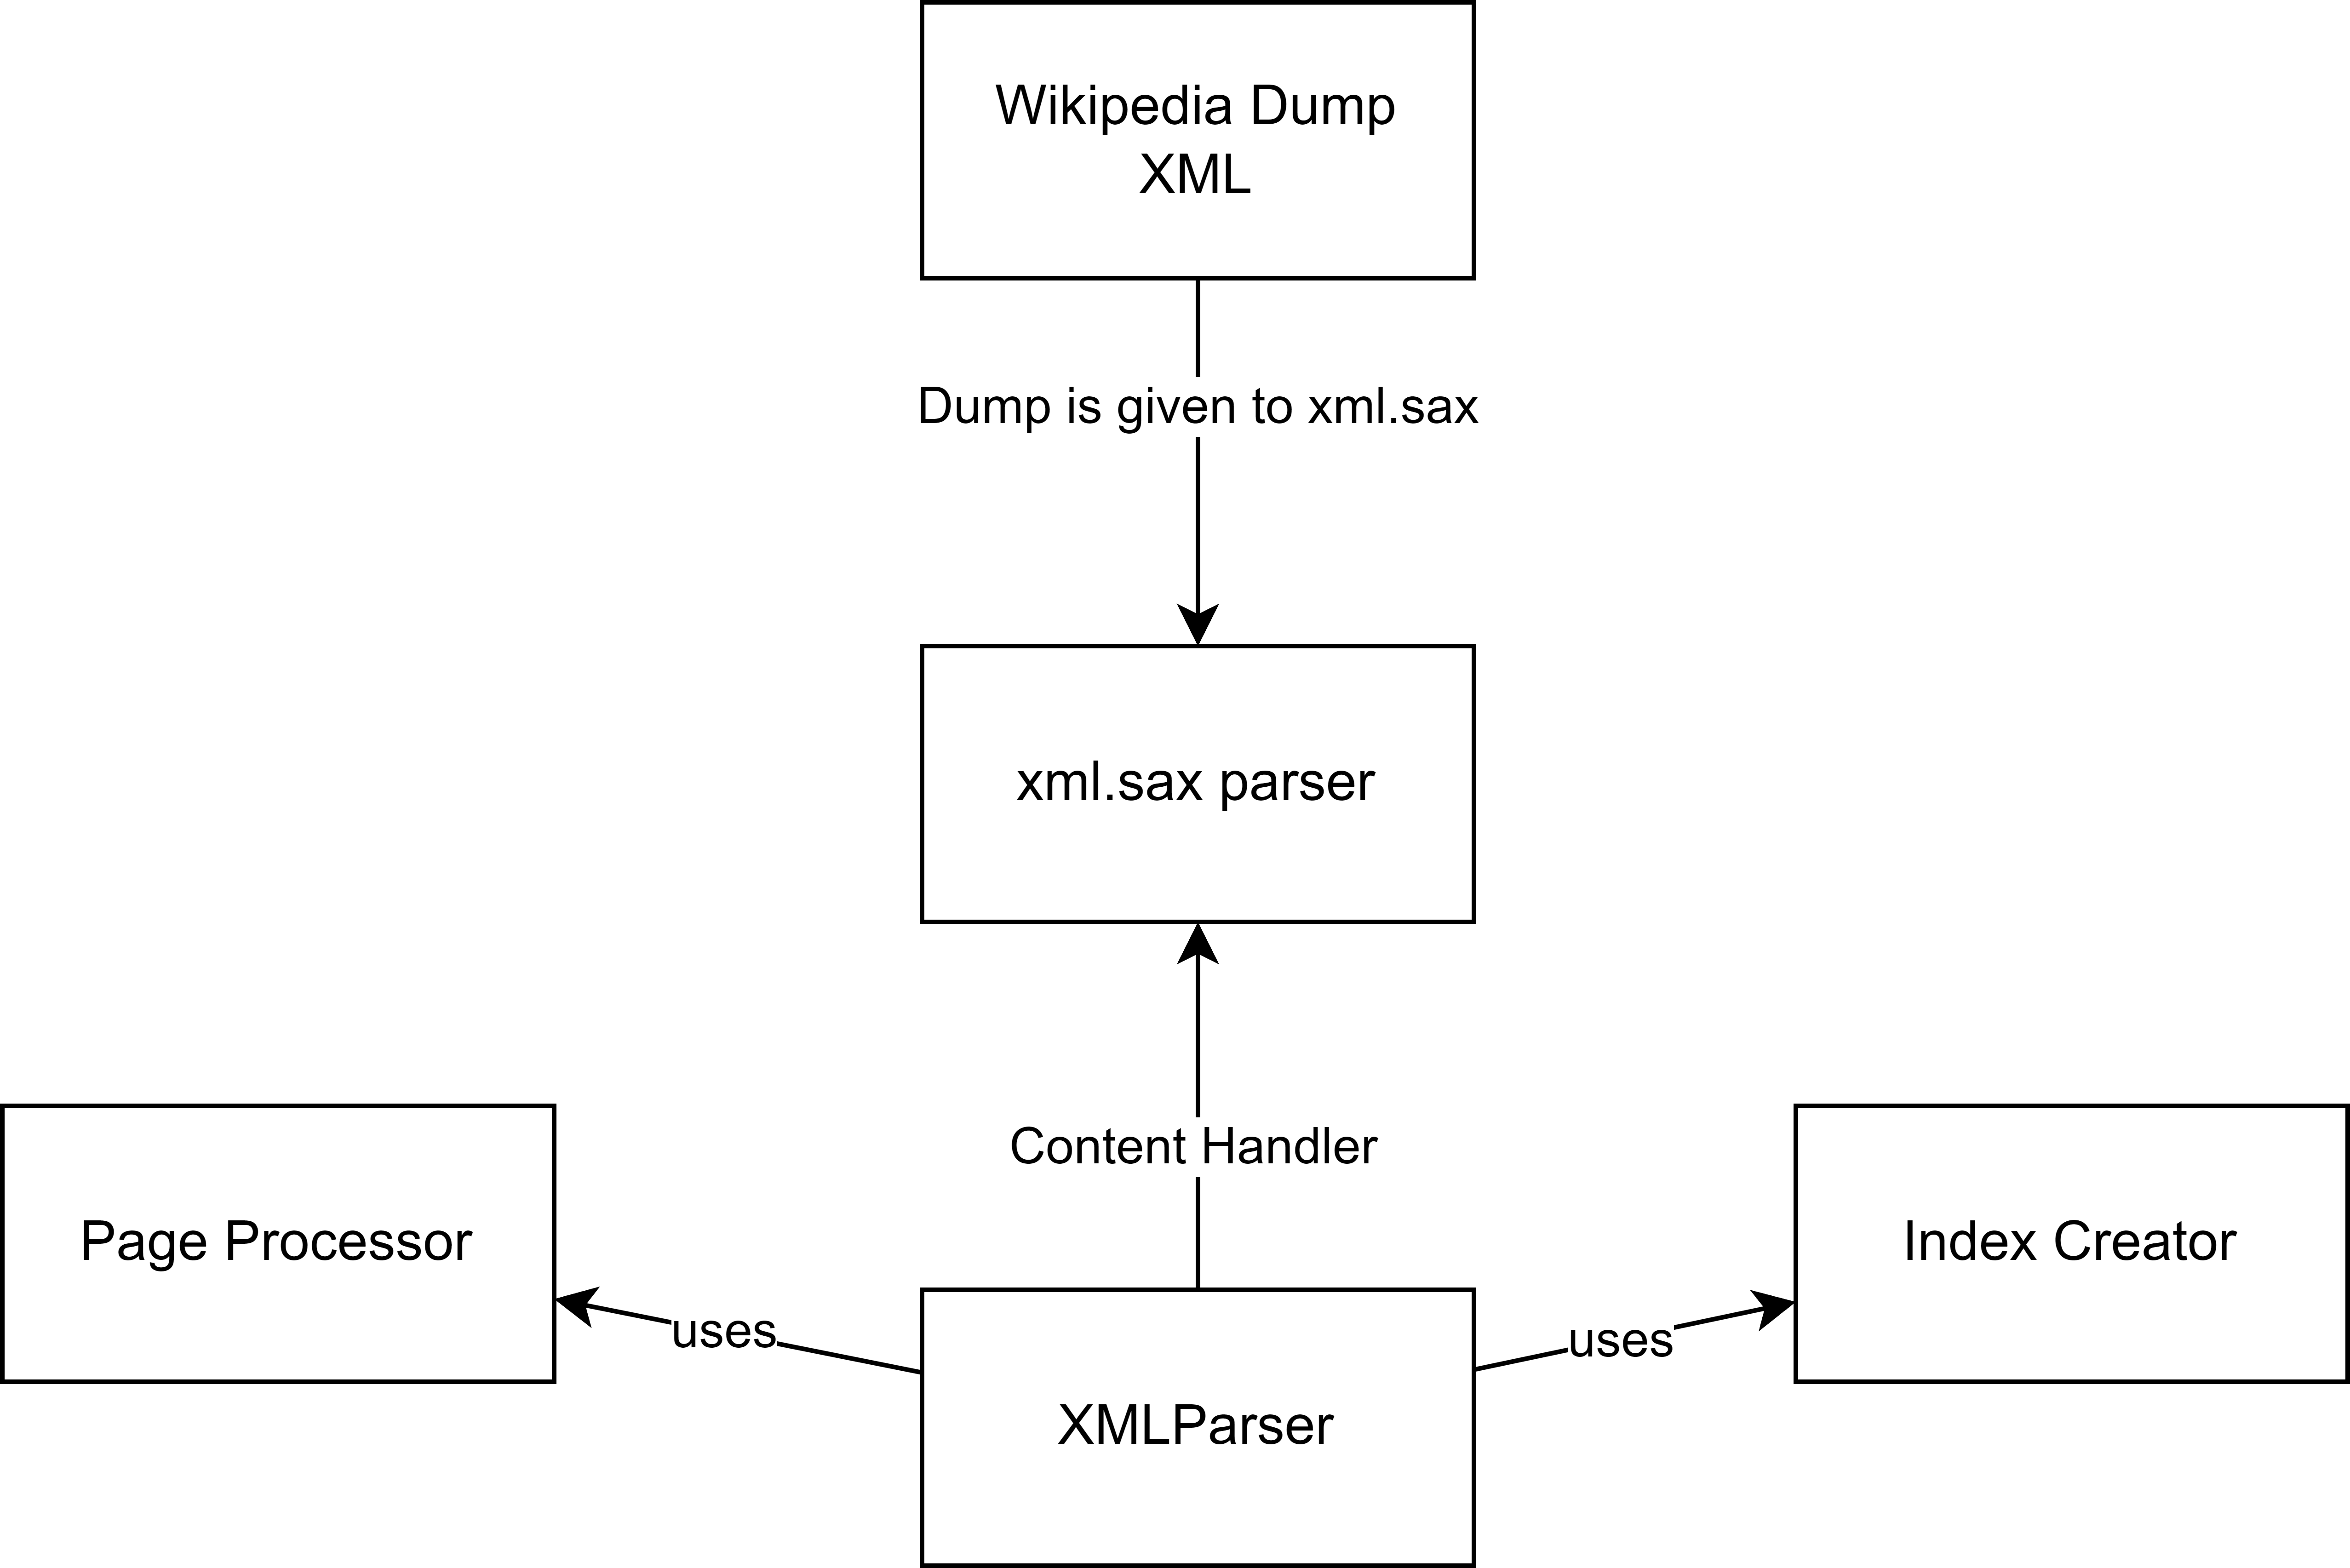 Wikipedia Dump
XML
Dump is given to xml.sax
xml.sax parser
Content Handler
Page Processor
Index Creator
uses
uses
XMLParser